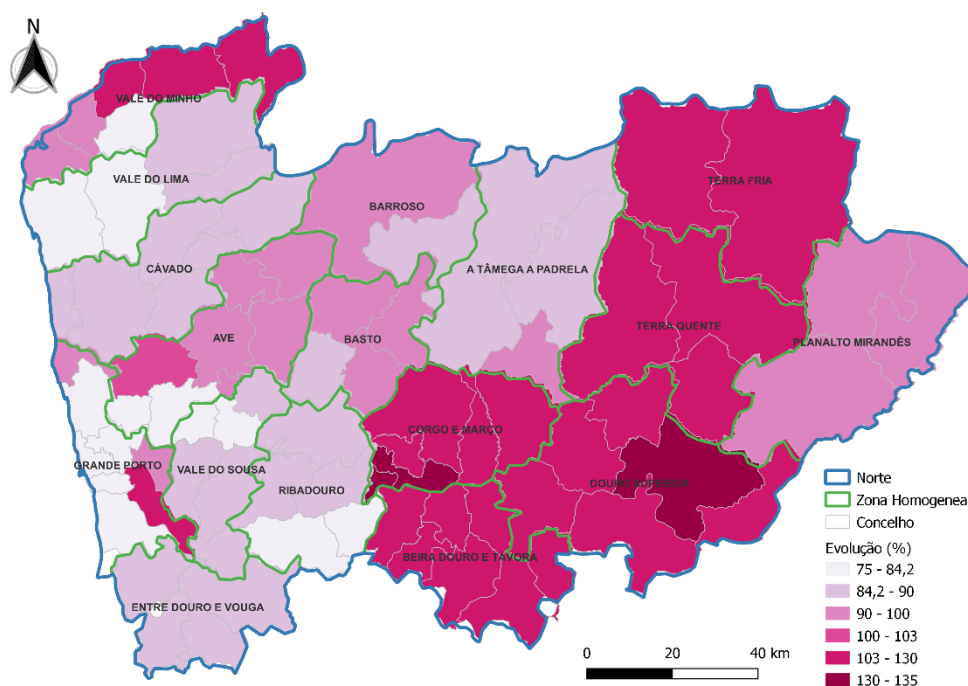 N
VALE DO MINHO
VALE DO LIMA
BARROSO
TERRA FRIA
CÁVADO
A TÂMEGA A PADRELA
AVE
BASTO
TERRA QUENTE
PLANALTO MIRANDÊS
CORGO E MARÇO
GRANDE PORTO
VALE DO SOUSA
RIBADOURO
DOURO SUPERIOR
BEIRA DOURO E TÁVORA
ENTRE DOURO E VOUGA
Norte
Zona Homogenea
Concelho
Evolução (%)
75 - 84,2
84,2 - 90
90 - 100
100 - 103
103 - 130
130 - 135
0 20 40 km